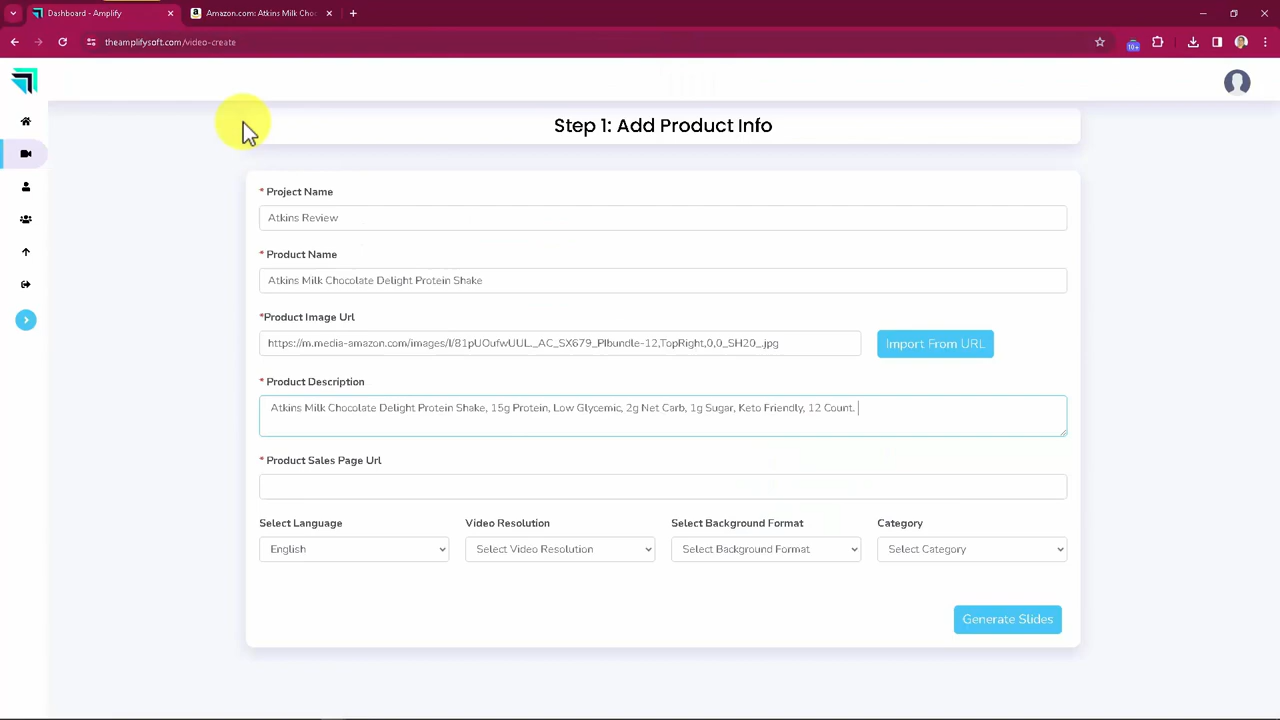 Dashboard - Amplify
Amazon.com: Atkins Milk Choc
theamplifysoft.com/video-create
10+
Step 1: Add Product Info
* Project Name
Atkins Review
* Product Name
Atkins Milk Chocolate Delight Protein Shake
*Product Image Url
https://m.media-amazon.com/images/I/81pUOufwUUL._AC_SX679_PIbundle-12,TopRight,0,0_SH20_.jpg
Import From URL
* Product Description
Atkins Milk Chocolate Delight Protein Shake, 15g Protein, Low Glycemic, 2g Net Carb, 1g Sugar, Keto Friendly, 12 Count,
* Product Sales Page Url
Select Language Video Resolution Select Background Format Category
English Select Video Resolution Select Background Format Select Category
Generate Slides